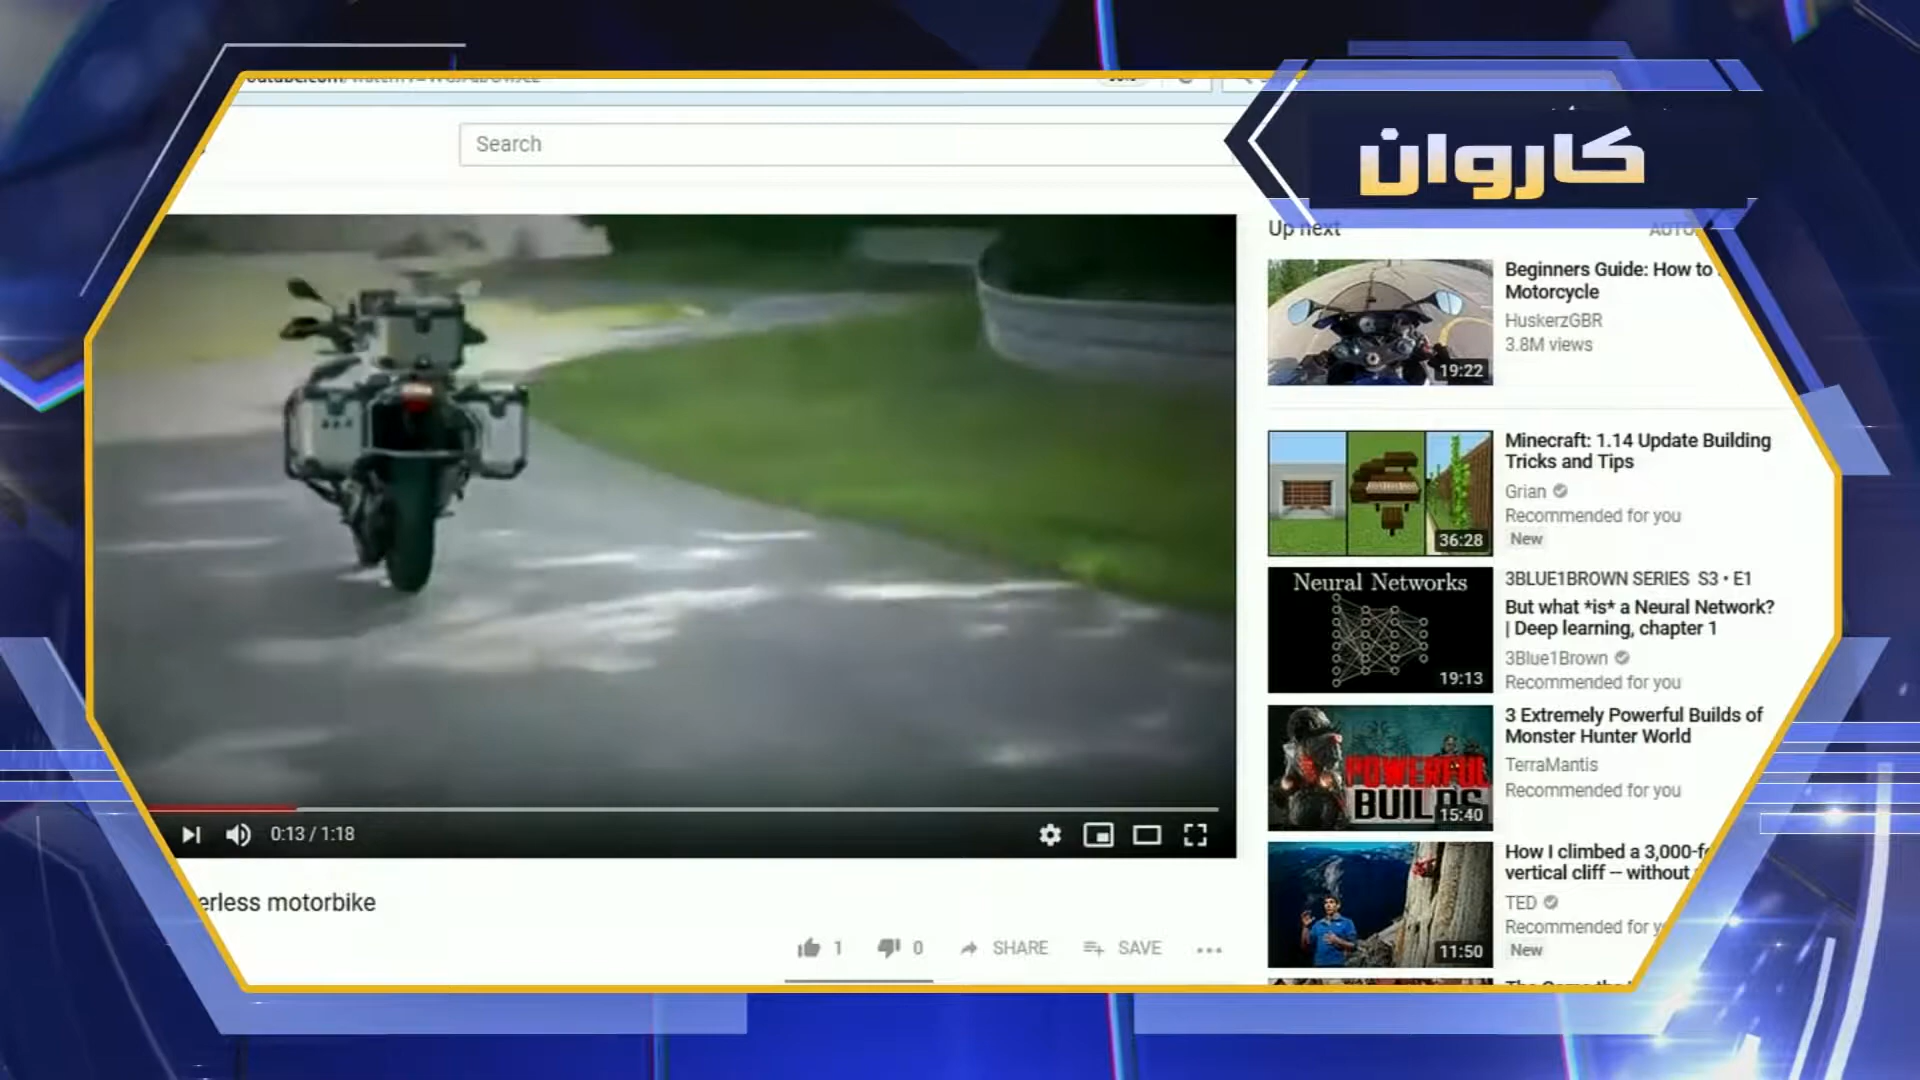 كاروان
Search
Up next
Beginners Guide: How to
Motorcycle
HuskerzGBR
3.8M views
19:22
Minecraft: 1.14 Update Building
Tricks and Tips
Grian
Recommended for you
New
36:28
Neural Networks
19:13
3BLUE1BROWN SERIES S3 • E1
But what *is* a Neural Network?
| Deep learning, chapter 1
3Blue1Brown
Recommended for you
3 Extremely Powerful Builds of
Monster Hunter World
TerraMantis
Recommended for you
POWERFUL
BUILDS
15:40
0:13 / 1:18
How I climbed a 3,000-f
vertical cliff -- without
TED
Recommended for
New
11:50
erless motorbike
1 0 SHARE SAVE